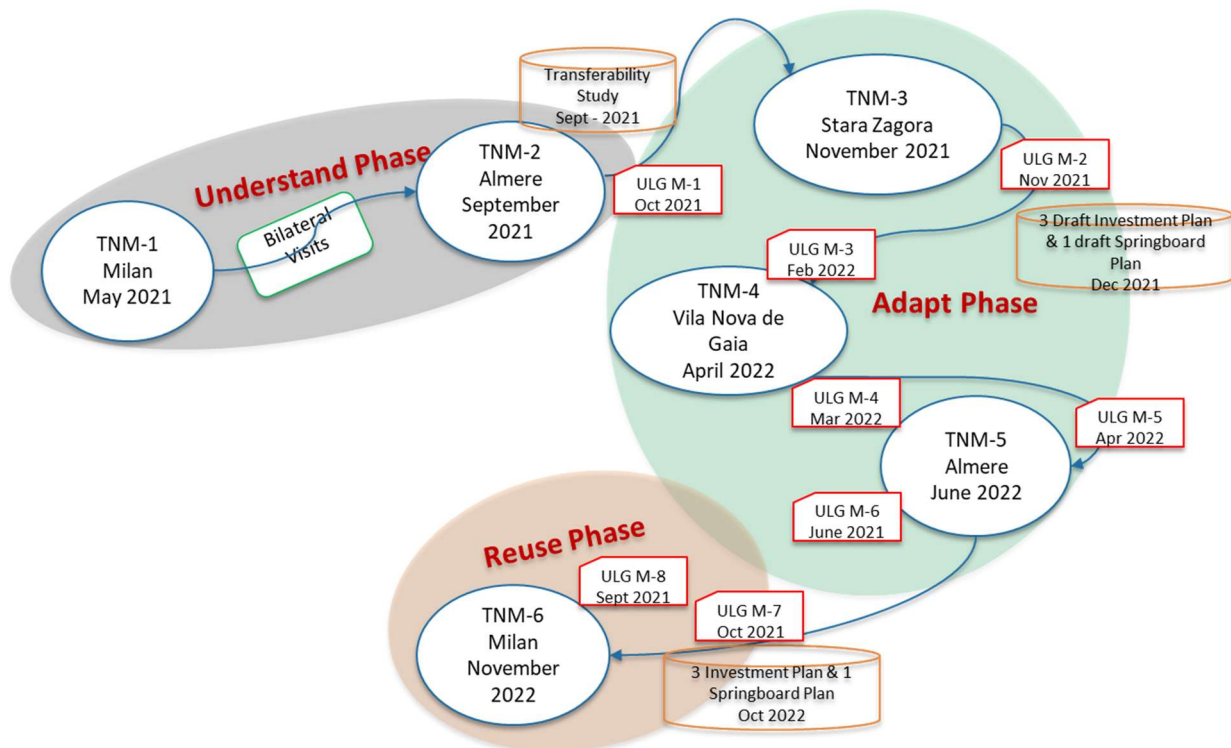 Understand Phase
TNM-1
Milan
May 2021
Bilateral
Visits
TNM-2
Almere
September
2021
Transferability
Study
Sept - 2021
ULG M-1
Oct 2021
Adapt Phase
TNM-3
Stara Zagora
November 2021
ULG M-2
Nov 2021
3 Draft Investment Plan
& 1 draft Springboard
Plan
Dec 2021
ULG M-3
Feb 2022
TNM-4
Vila Nova de
Gaia
April 2022
ULG M-4
Mar 2022
ULG M-5
Apr 2022
TNM-5
Almere
June 2022
ULG M-6
June 2021
Reuse Phase
ULG M-7
Oct 2021
ULG M-8
Sept 2021
3 Investment Plan & 1
Springboard Plan
Oct 2022
TNM-6
Milan
November
2022